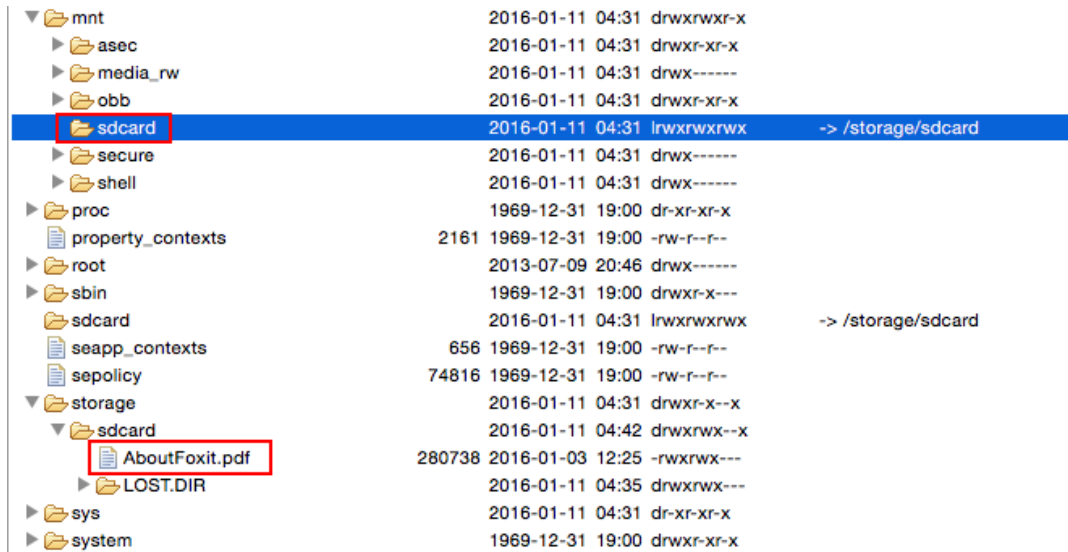 mnt 2016-01-11 04:31 drwxrwxr-x
asec 2016-01-11 04:31 drwxr-xr-x
media_rw 2016-01-11 04:31 drwx------
obb 2016-01-11 04:31 drwxr-xr-x
sdcard 2016-01-11 04:31 lrwxrwxrwx -> /storage/sdcard
secure 2016-01-11 04:31 drwx------
shell 2016-01-11 04:31 drwx------
proc 1969-12-31 19:00 dr-xr-xr-x
property_contexts 2161 1969-12-31 19:00 -rw-r--r--
root 2013-07-09 20:46 drwx------
sbin 1969-12-31 19:00 drwxr-x---
sdcard 2016-01-11 04:31 lrwxrwxrwx -> /storage/sdcard
seapp_contexts 656 1969-12-31 19:00 -rw-r--r--
sepolicy 74816 1969-12-31 19:00 -rw-r--r--
storage 2016-01-11 04:31 drwxr-x--x
sdcard 2016-01-11 04:42 drwxrwx--x
AboutFoxit.pdf 280738 2016-01-03 12:25 -rwxrwx---
LOST.DIR 2016-01-11 04:35 drwxrwx---
sys 2016-01-11 04:31 dr-xr-xr-x
system 1969-12-31 19:00 drwxr-xr-x